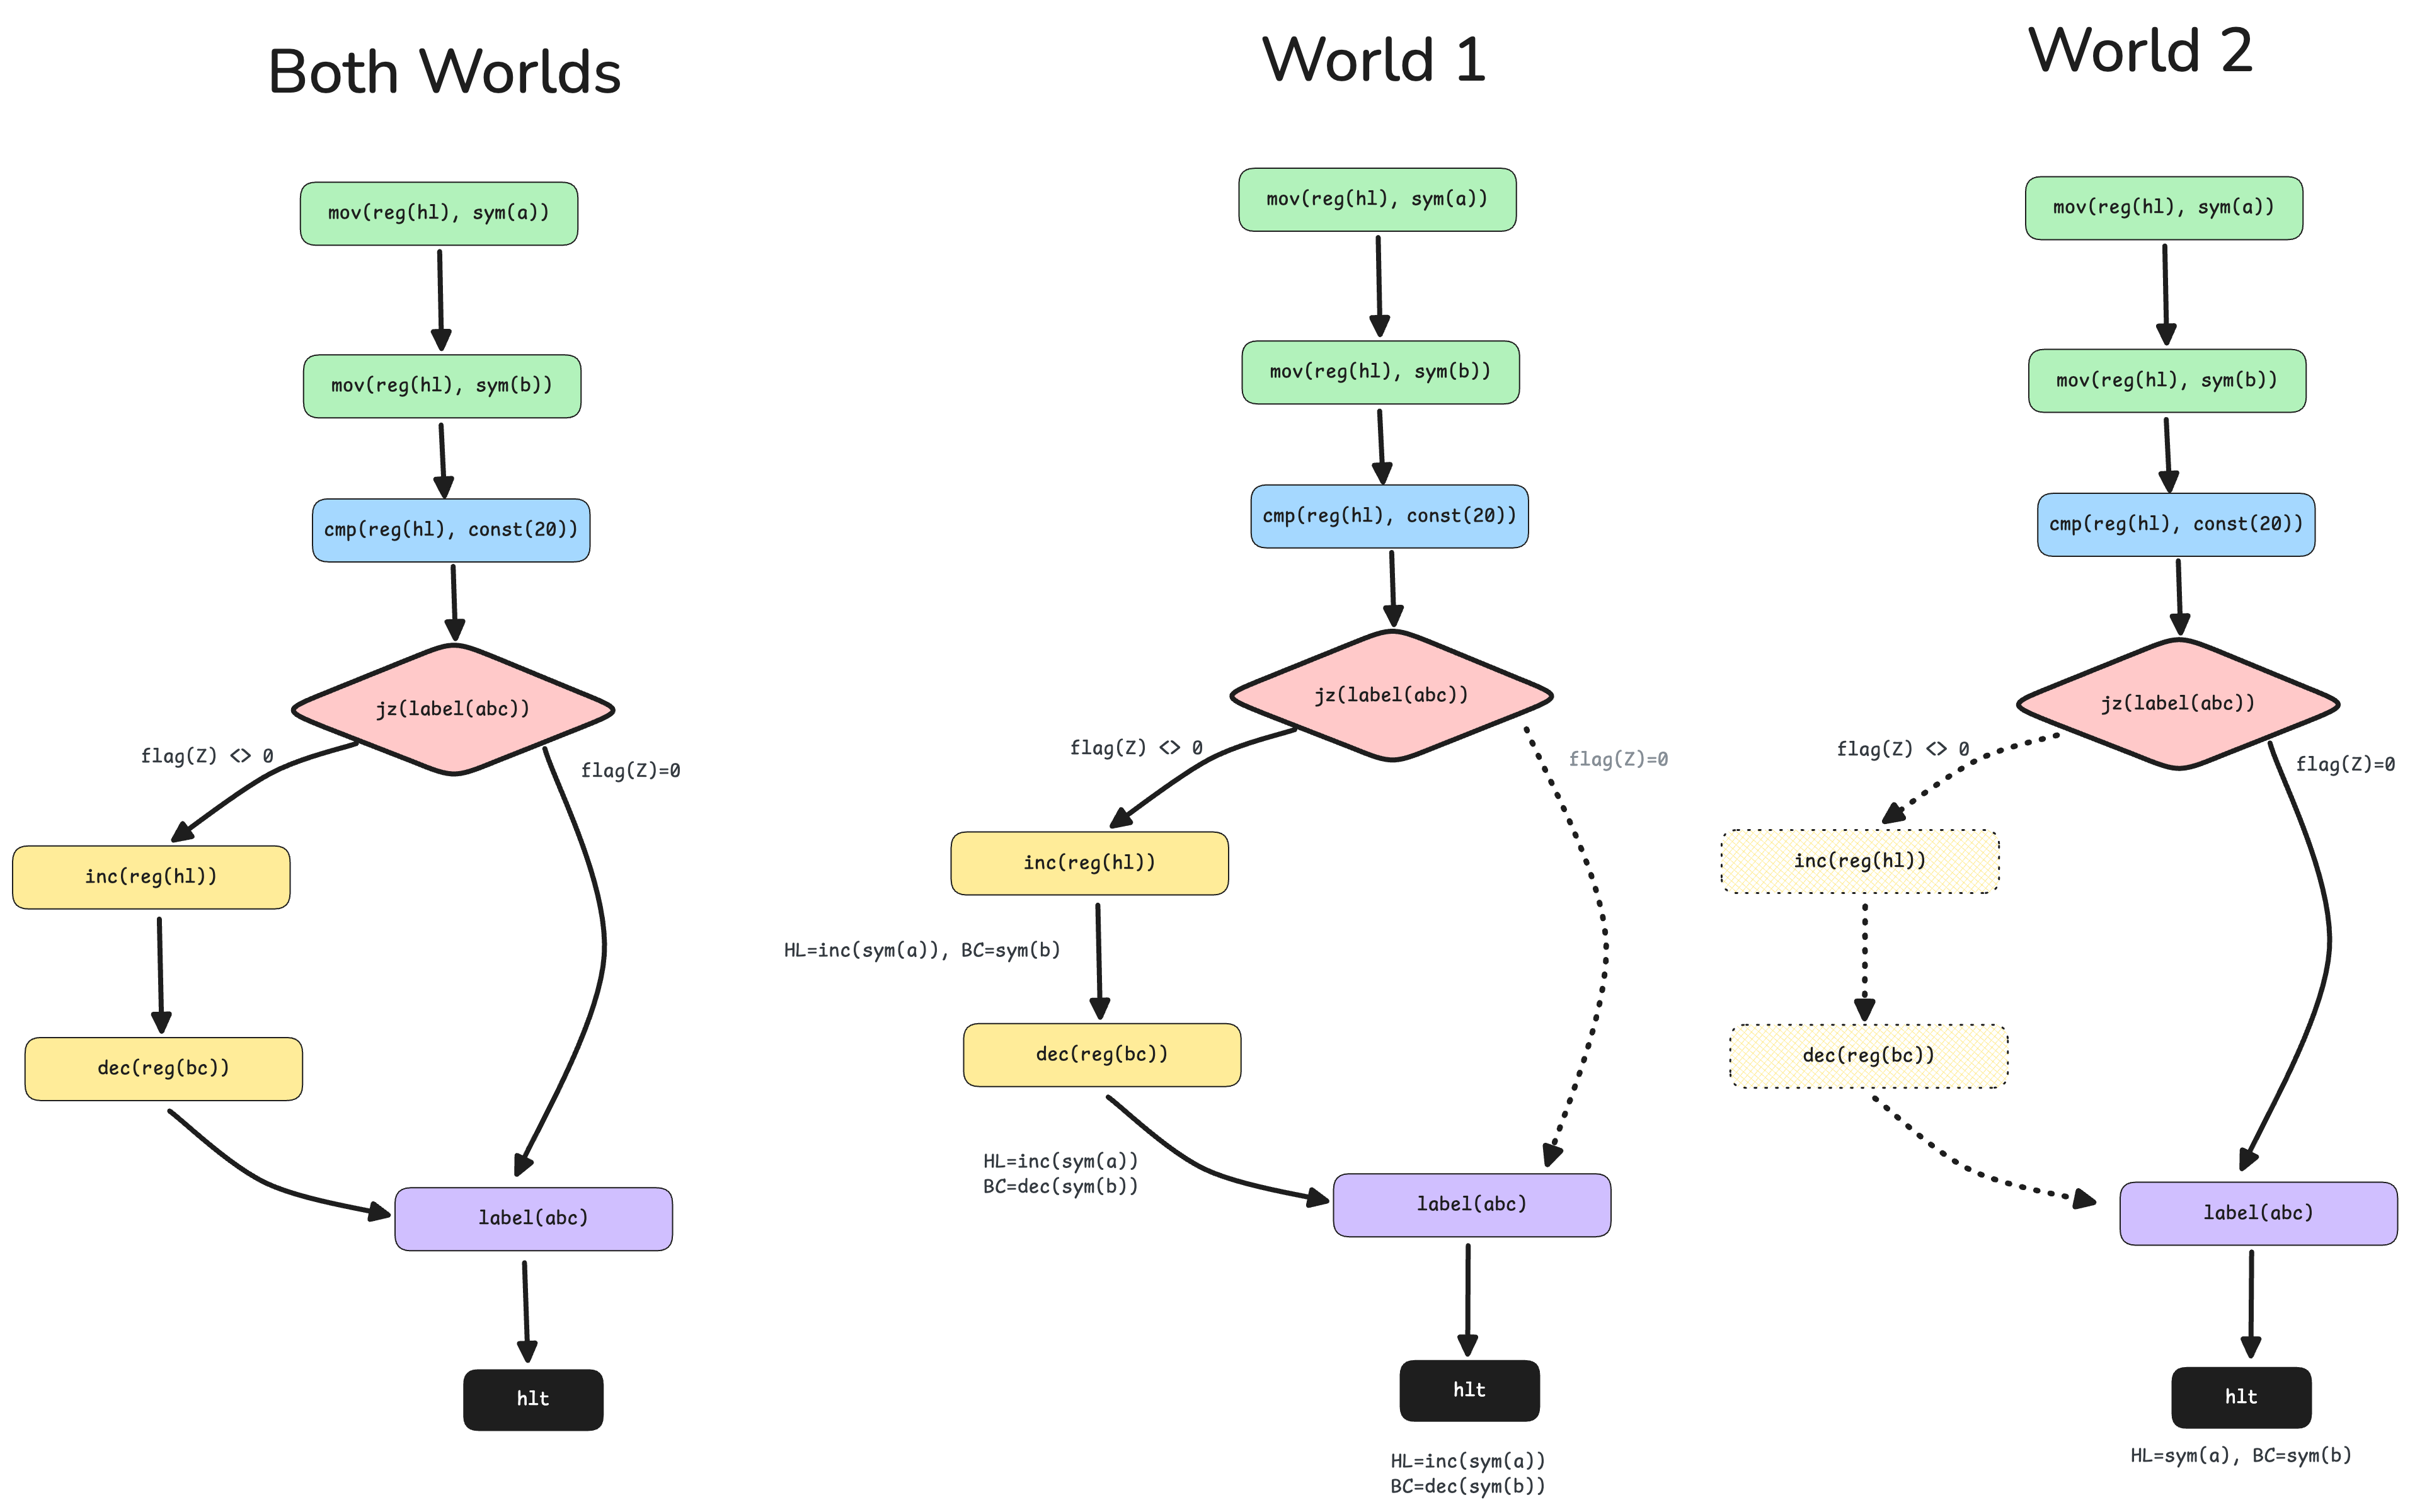 Both Worlds
mov(reg(hl), sym(a))
mov(reg(hl), sym(b))
cmp(reg(hl), const(20))
jz(label(abc))
flag(Z) <> 0
flag(Z)=0
inc(reg(hl))
dec(reg(bc))
label(abc)
hlt
World 1
mov(reg(hl), sym(a))
mov(reg(hl), sym(b))
cmp(reg(hl), const(20))
jz(label(abc))
flag(Z) <> 0
flag(Z)=0
inc(reg(hl))
HL=inc(sym(a)), BC=sym(b)
dec(reg(bc))
HL=inc(sym(a))
BC=dec(sym(b))
label(abc)
hlt
HL=inc(sym(a))
BC=dec(sym(b))
World 2
mov(reg(hl), sym(a))
mov(reg(hl), sym(b))
cmp(reg(hl), const(20))
jz(label(abc))
flag(Z) <> 0
flag(Z)=0
inc(reg(hl))
dec(reg(bc))
label(abc)
hlt
HL=sym(a), BC=sym(b)